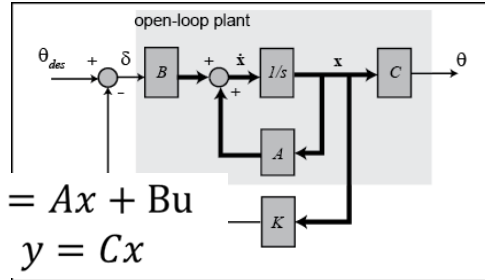 open-loop plant
θdes + δ B + ẋ 1/s x C θ
- +
A
= Ax + Bu
K
y = Cx